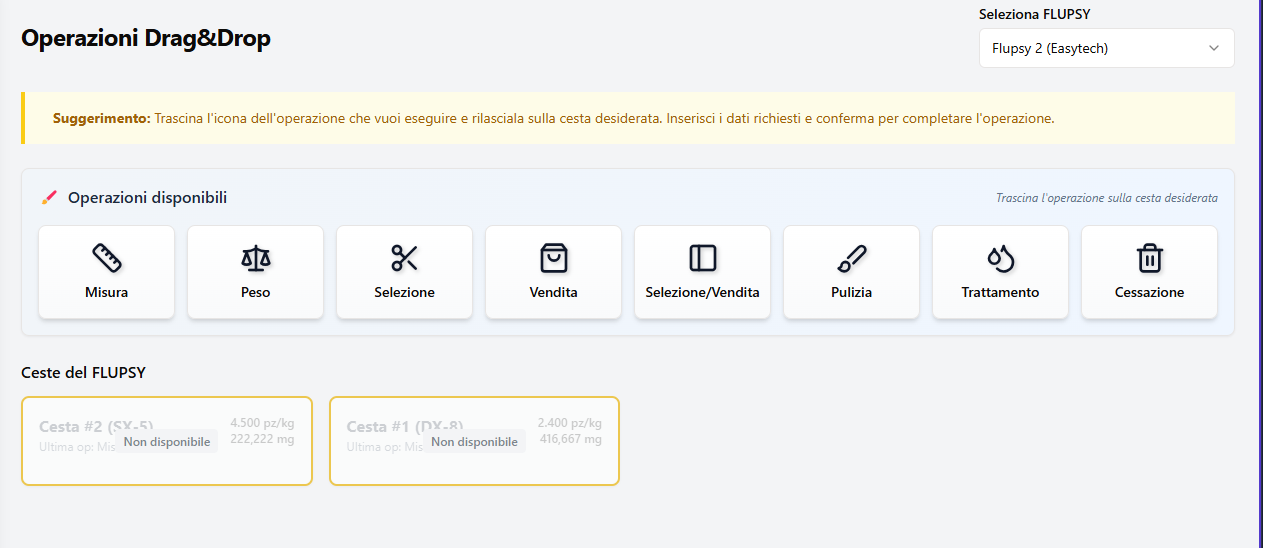 Seleziona FLUPSY
Operazioni Drag&Drop
Flupsy 2 (Easytech)
Suggerimento: Trascina l'icona dell'operazione che vuoi eseguire e rilasciala sulla cesta desiderata. Inserisci i dati richiesti e conferma per completare l'operazione.
Operazioni disponibili
Trascina l'operazione sulla cesta desiderata
Misura
Peso
Selezione
Vendita
Selezione/Vendita
Pulizia
Trattamento
Cessazione
Ceste del FLUPSY
Cesta #2 (SX-5)
4.500 pz/kg
222,222 mg
Ultima op: Mis
Non disponibile
Cesta #1 (DX-8)
2.400 pz/kg
416,667 mg
Ultima op: Mis
Non disponibile